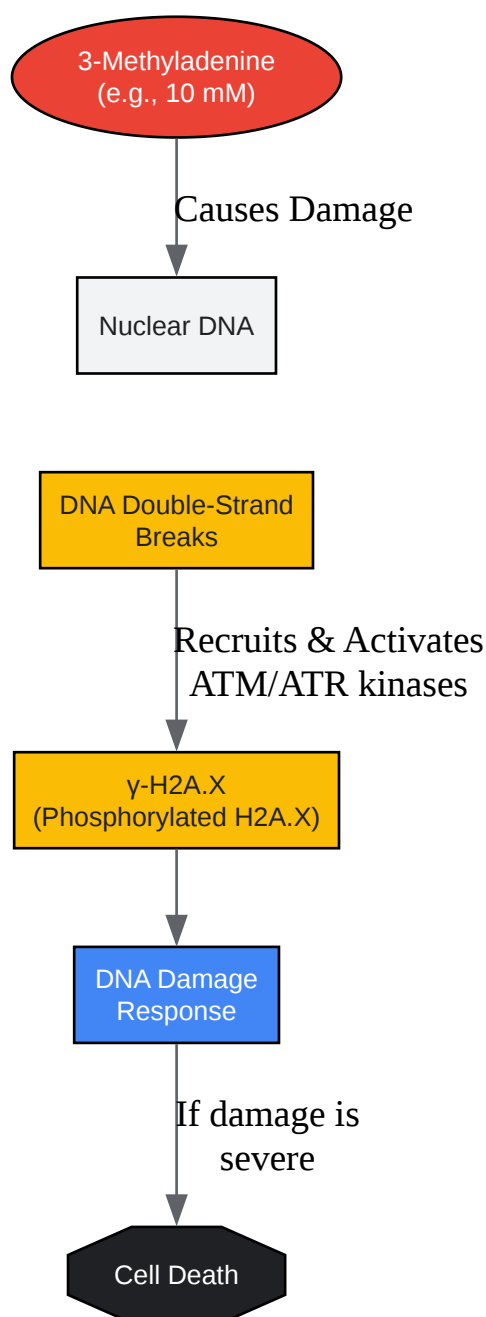 3-Methyladenine
(e.g., 10 mM)
Causes Damage
Nuclear DNA
DNA Double-Strand
Breaks
Recruits & Activates
ATM/ATR kinases
γ-H2A.X
(Phosphorylated H2A.X)
DNA Damage
Response
If damage is
severe
Cell Death